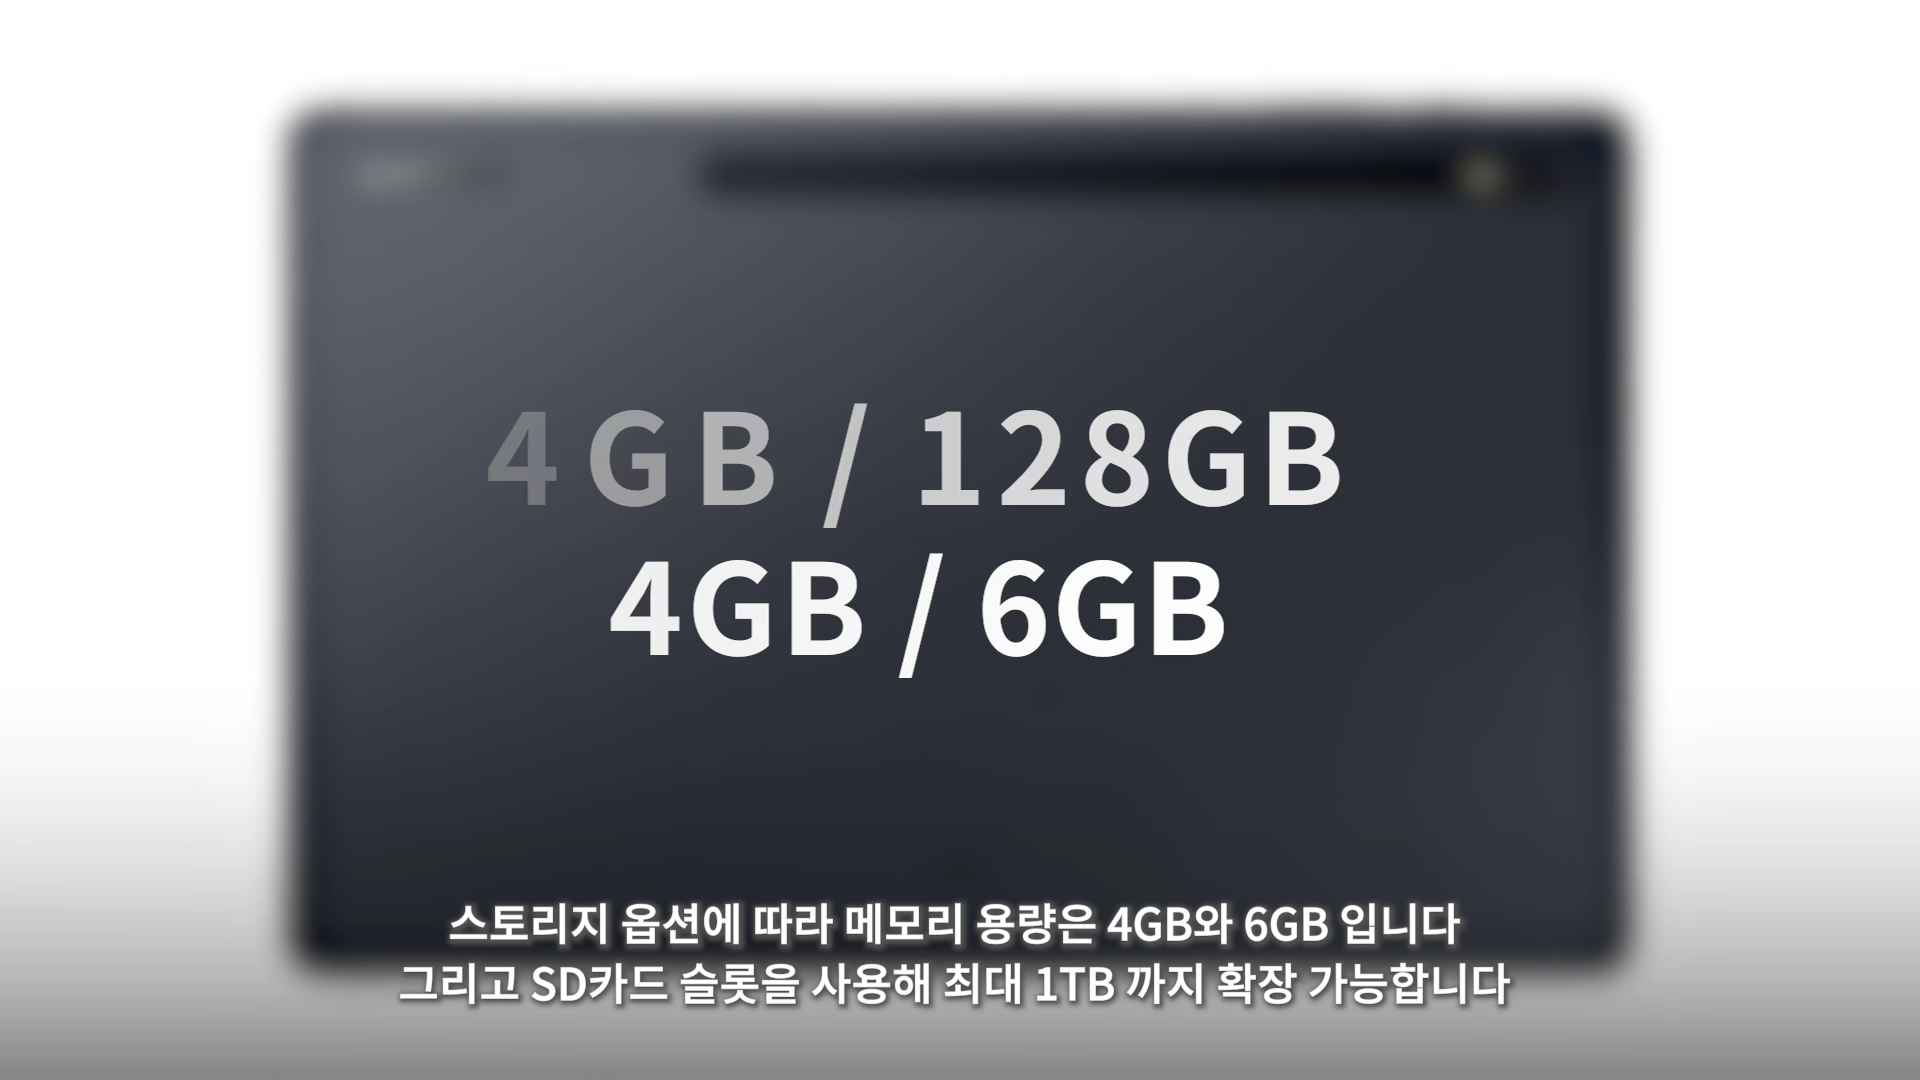 4GB / 128GB
4GB / 6GB
스토리지 옵션에 따라 메모리 용량은 4GB와 6GB 입니다
그리고 SD카드 슬롯을 사용해 최대 1TB 까지 확장 가능합니다